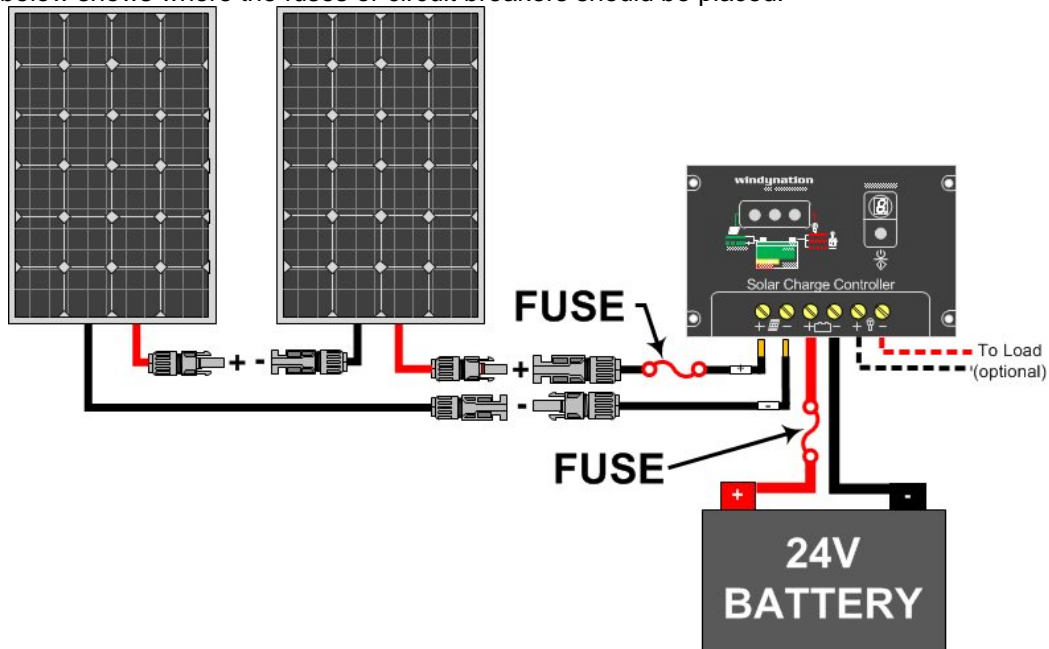 below shows where the fuses or circuit breakers should be placed.
windynation
8
Solar Charge Controller
+ - + - + -
FUSE
+ -
+
+
- 
-
To Load
(optional)
FUSE
+ -
24V
BATTERY